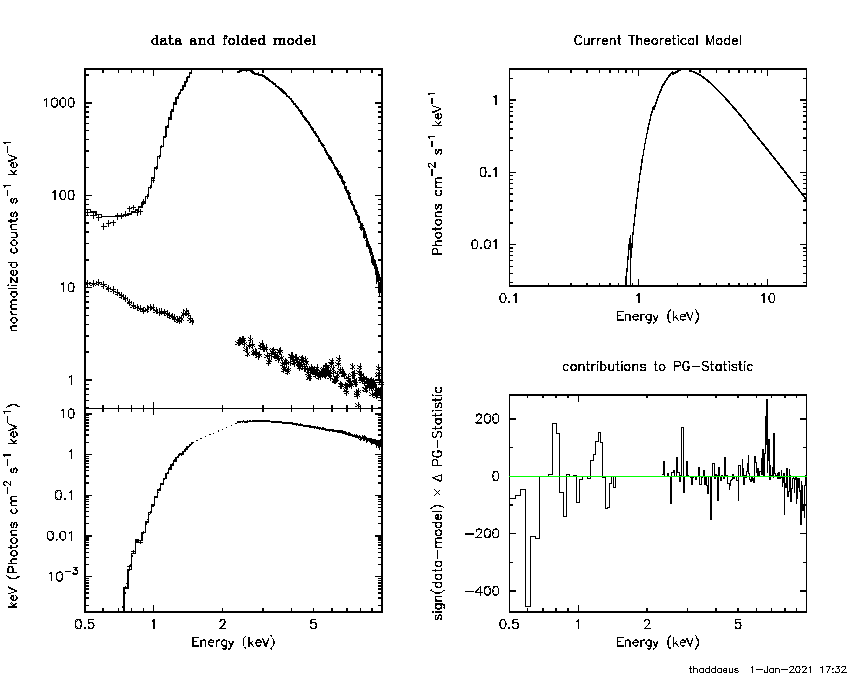 data and folded model
normalized counts s−1 keV−1
1000
100
10
1
keV (Photons cm−2 s−1 keV−1)
10
1
0.1
0.01
10−3
0.5 1 2 5
Energy (keV)
Current Theoretical Model
Photons cm−2 s−1 keV−1
1
0.1
0.01
0.1 1 10
Energy (keV)
contributions to PG−Statistic
sign(data−model) × Δ PG−Statistic
200
0
−200
−400
0.5 1 2 5
Energy (keV)
thaddaeus 1−Jan−2021 17:32